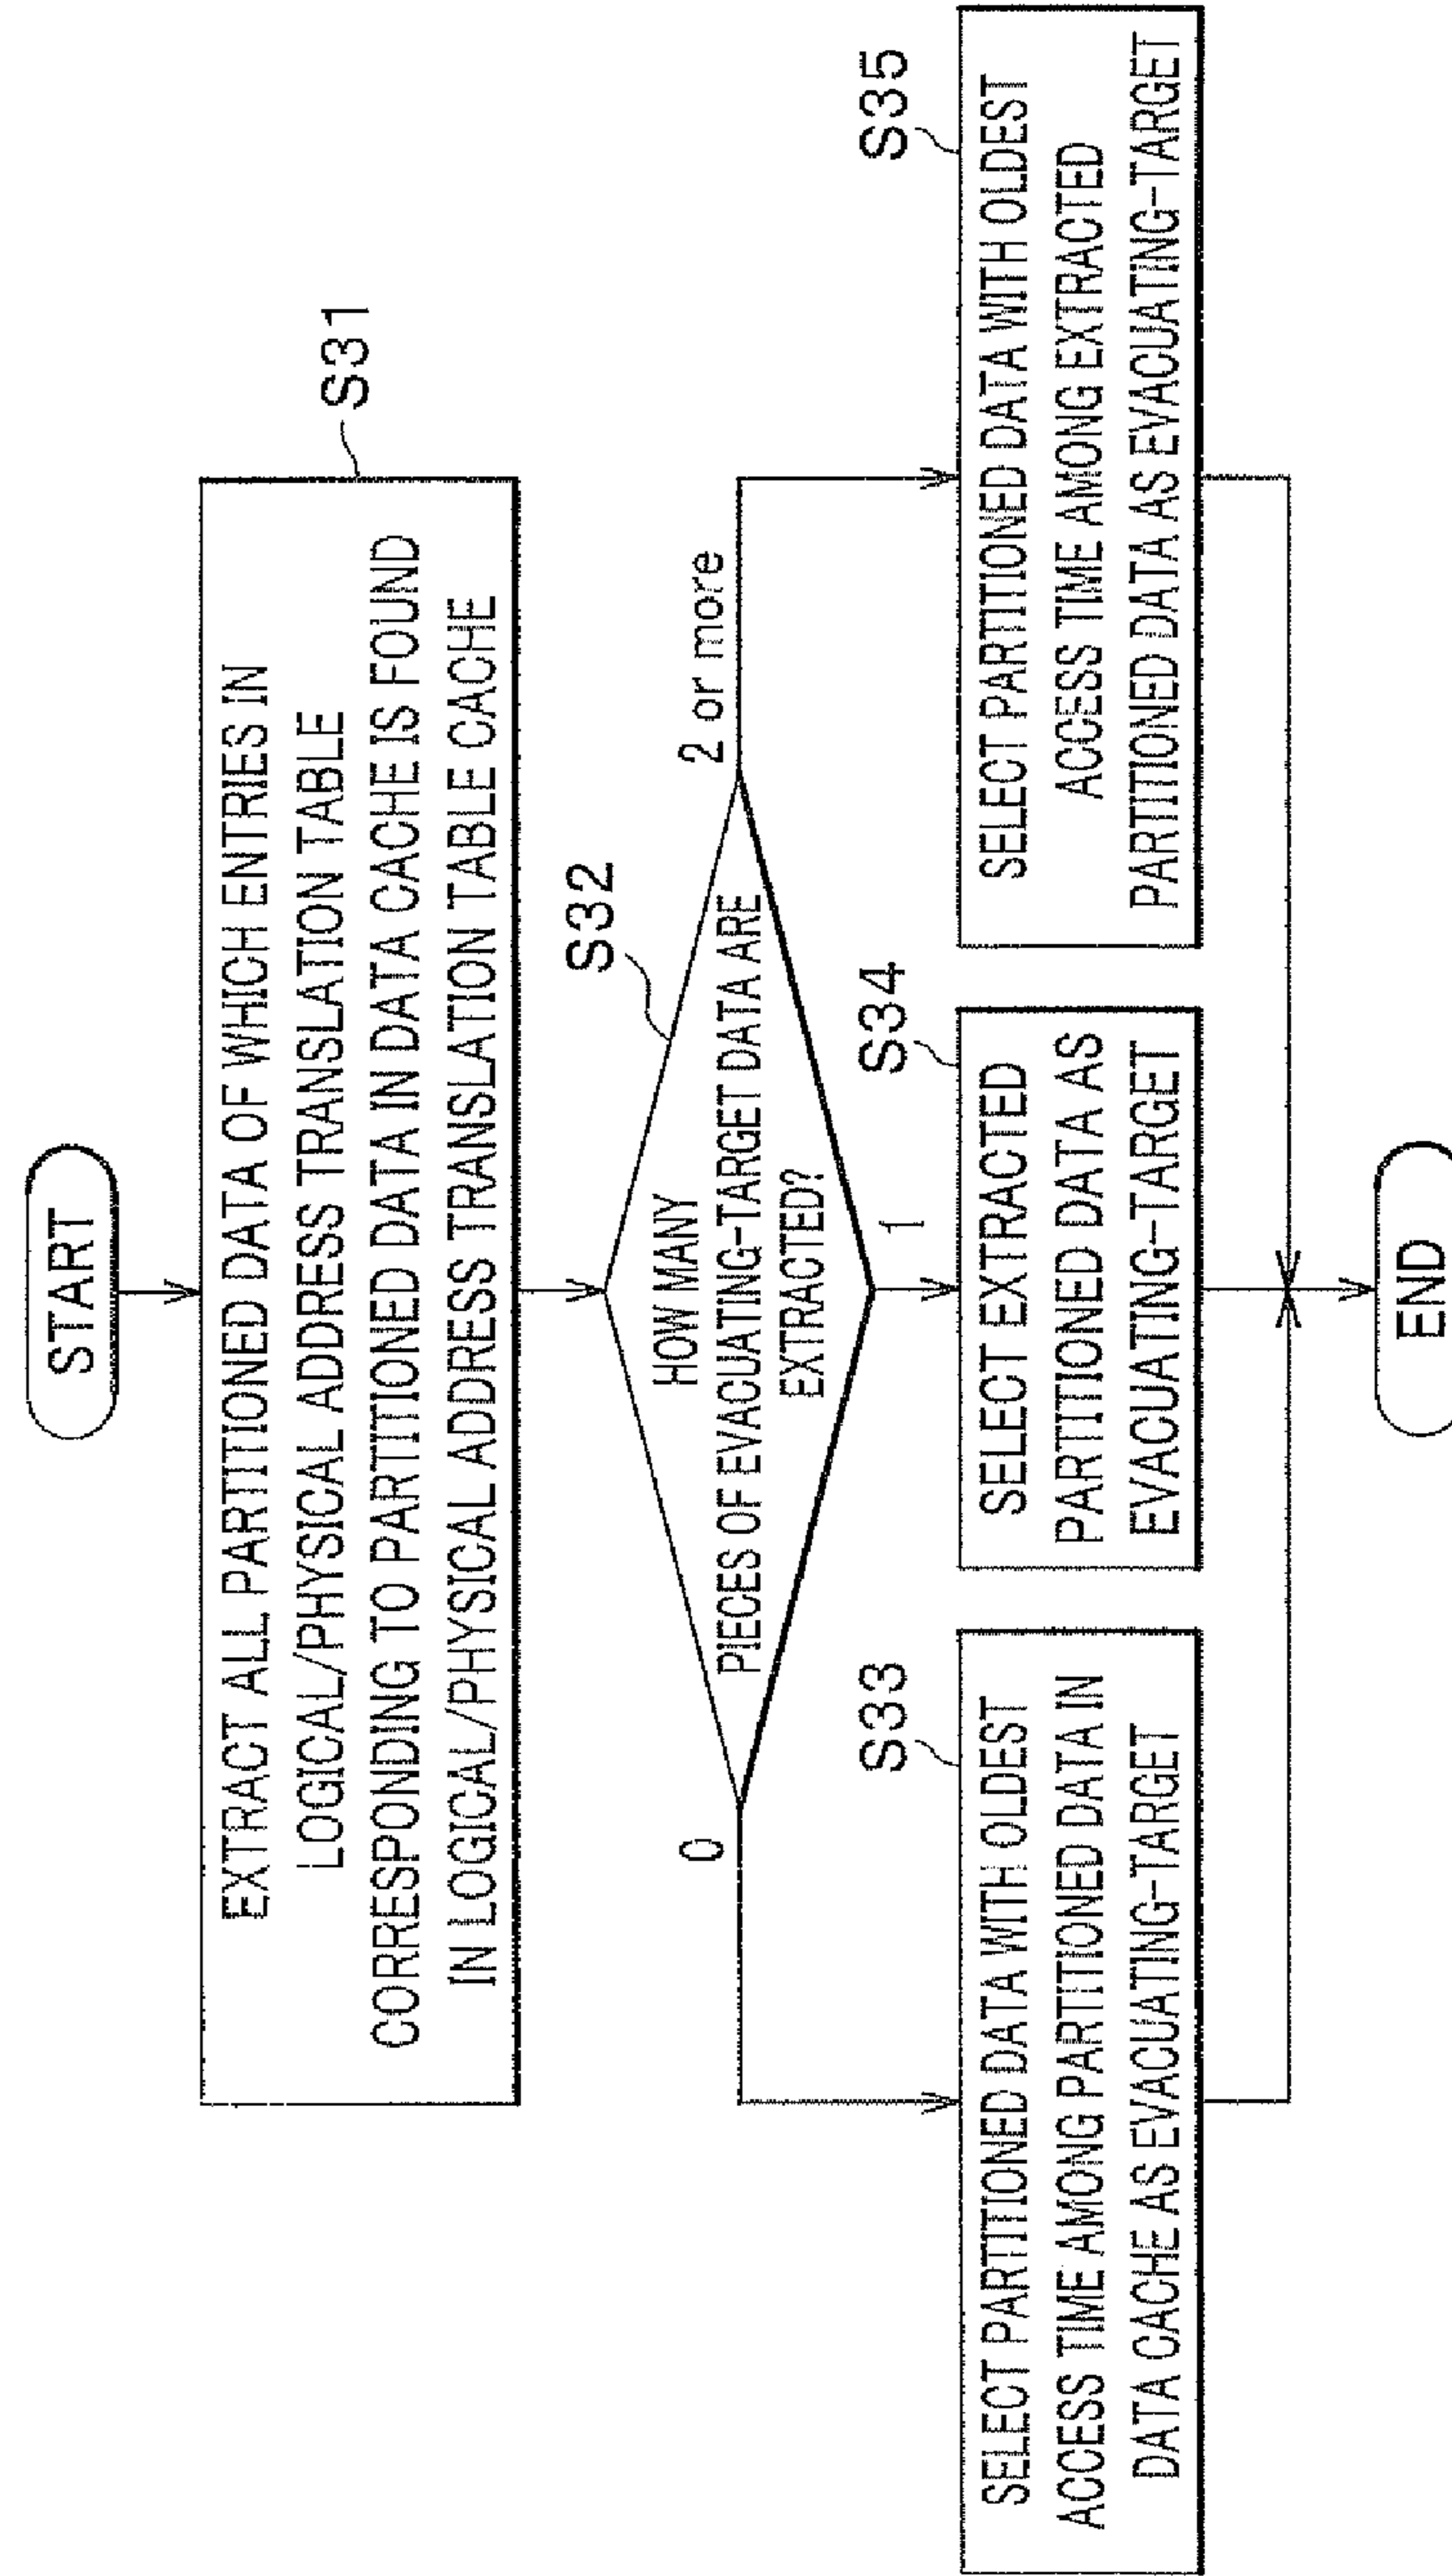 START
S31
EXTRACT ALL PARTITIONED DATA OF WHICH ENTRIES IN
LOGICAL/PHYSICAL ADDRESS TRANSLATION TABLE
CORRESPONDING TO PARTITIONED DATA IN DATA CACHE IS FOUND
IN LOGICAL/PHYSICAL ADDRESS TRANSLATION TABLE CACHE
S32
HOW MANY
PIECES OF EVACUATING-TARGET DATA ARE
EXTRACTED?
0
1
2 or more
S33
SELECT PARTITIONED DATA WITH OLDEST
ACCESS TIME AMONG PARTITIONED DATA IN
DATA CACHE AS EVACUATING-TARGET
S34
SELECT EXTRACTED
PARTITIONED DATA AS
EVACUATING-TARGET
S35
SELECT PARTITIONED DATA WITH OLDEST
ACCESS TIME AMONG EXTRACTED
PARTITIONED DATA AS EVACUATING-TARGET
END